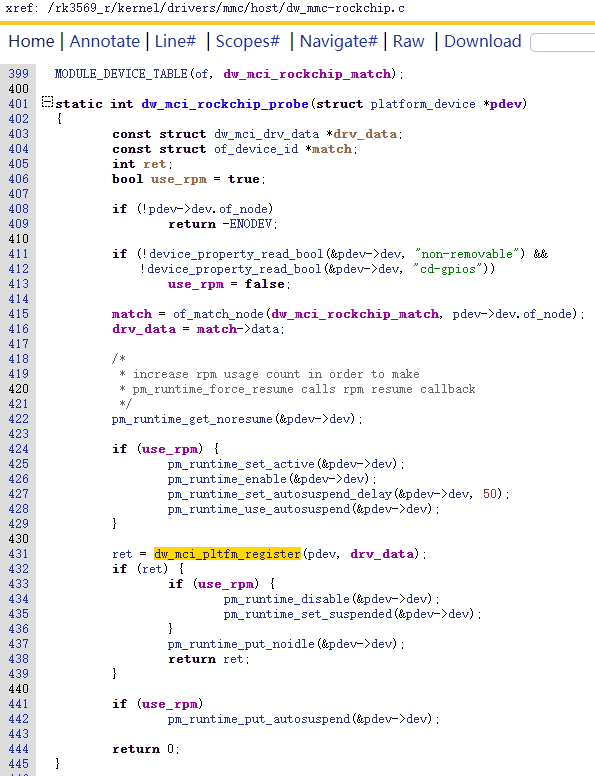 xref: /rk3569_r/kernel/drivers/mmc/host/dw_mmc-rockchip.c
Home | Annotate | Line# | Scopes# | Navigate# | Raw | Download
399 MODULE_DEVICE_TABLE(of, dw_mci_rockchip_match);
400
401 static int dw_mci_rockchip_probe(struct platform_device *pdev)
402 {
403 const struct dw_mci_drv_data *drv_data;
404 const struct of_device_id *match;
405 int ret;
406 bool use_rpm = true;
407
408 if (!pdev->dev.of_node)
409 return -ENODEV;
410
411 if (!device_property_read_bool(&pdev->dev, "non-removable") &&
412 !device_property_read_bool(&pdev->dev, "cd-gpios"))
413 use_rpm = false;
414
415 match = of_match_node(dw_mci_rockchip_match, pdev->dev.of_node);
416 drv_data = match->data;
417
418 /*
419 * increase rpm usage count in order to make
420 * pm_runtime_force_resume calls rpm resume callback
421 */
422 pm_runtime_get_noresume(&pdev->dev);
423
424 if (use_rpm) {
425 pm_runtime_set_active(&pdev->dev);
426 pm_runtime_enable(&pdev->dev);
427 pm_runtime_set_autosuspend_delay(&pdev->dev, 50);
428 pm_runtime_use_autosuspend(&pdev->dev);
429 }
430
431 ret = dw_mci_pltfm_register(pdev, drv_data);
432 if (ret) {
433 if (use_rpm) {
434 pm_runtime_disable(&pdev->dev);
435 pm_runtime_set_suspended(&pdev->dev);
436 }
437 pm_runtime_put_noidle(&pdev->dev);
438 return ret;
439 }
440
441 if (use_rpm)
442 pm_runtime_put_autosuspend(&pdev->dev);
443
444 return 0;
445 }